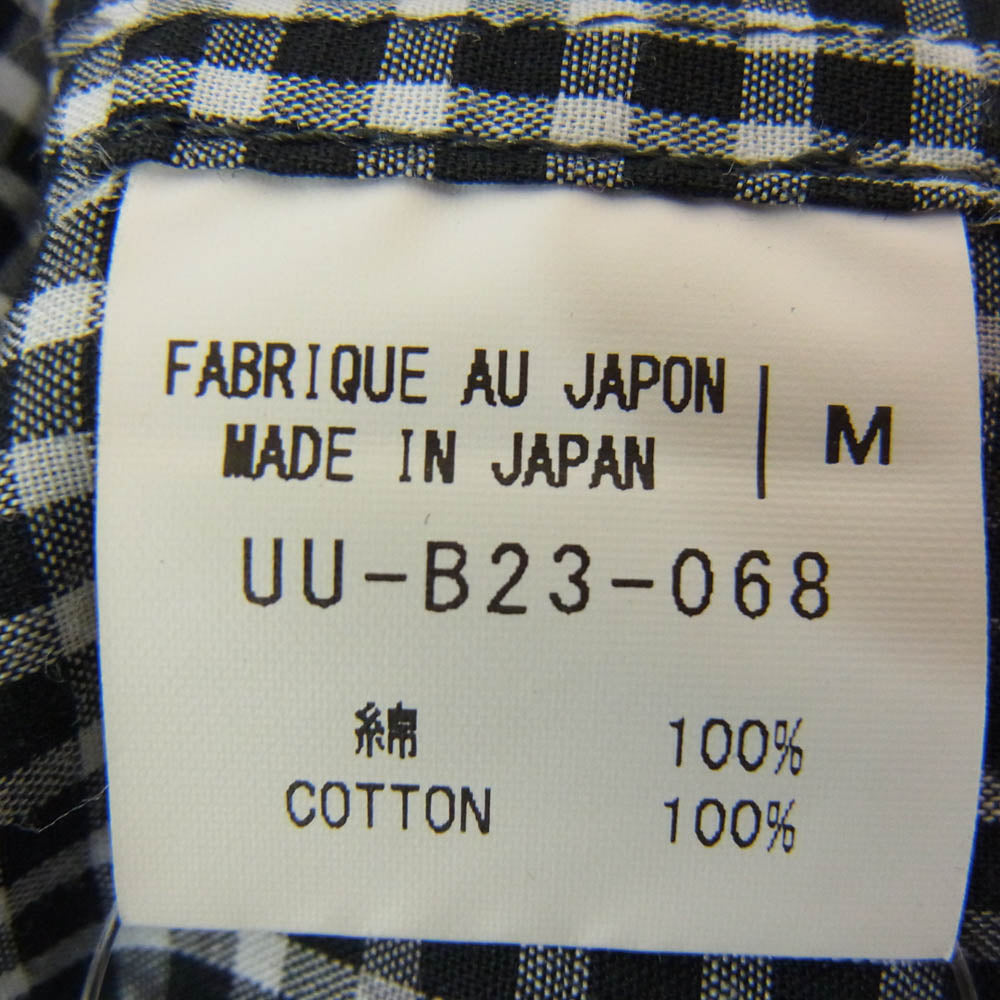 FABRIQUE AU JAPON
MADE IN JAPAN
M
UU-B23-068
綿 100%
COTTON 100%